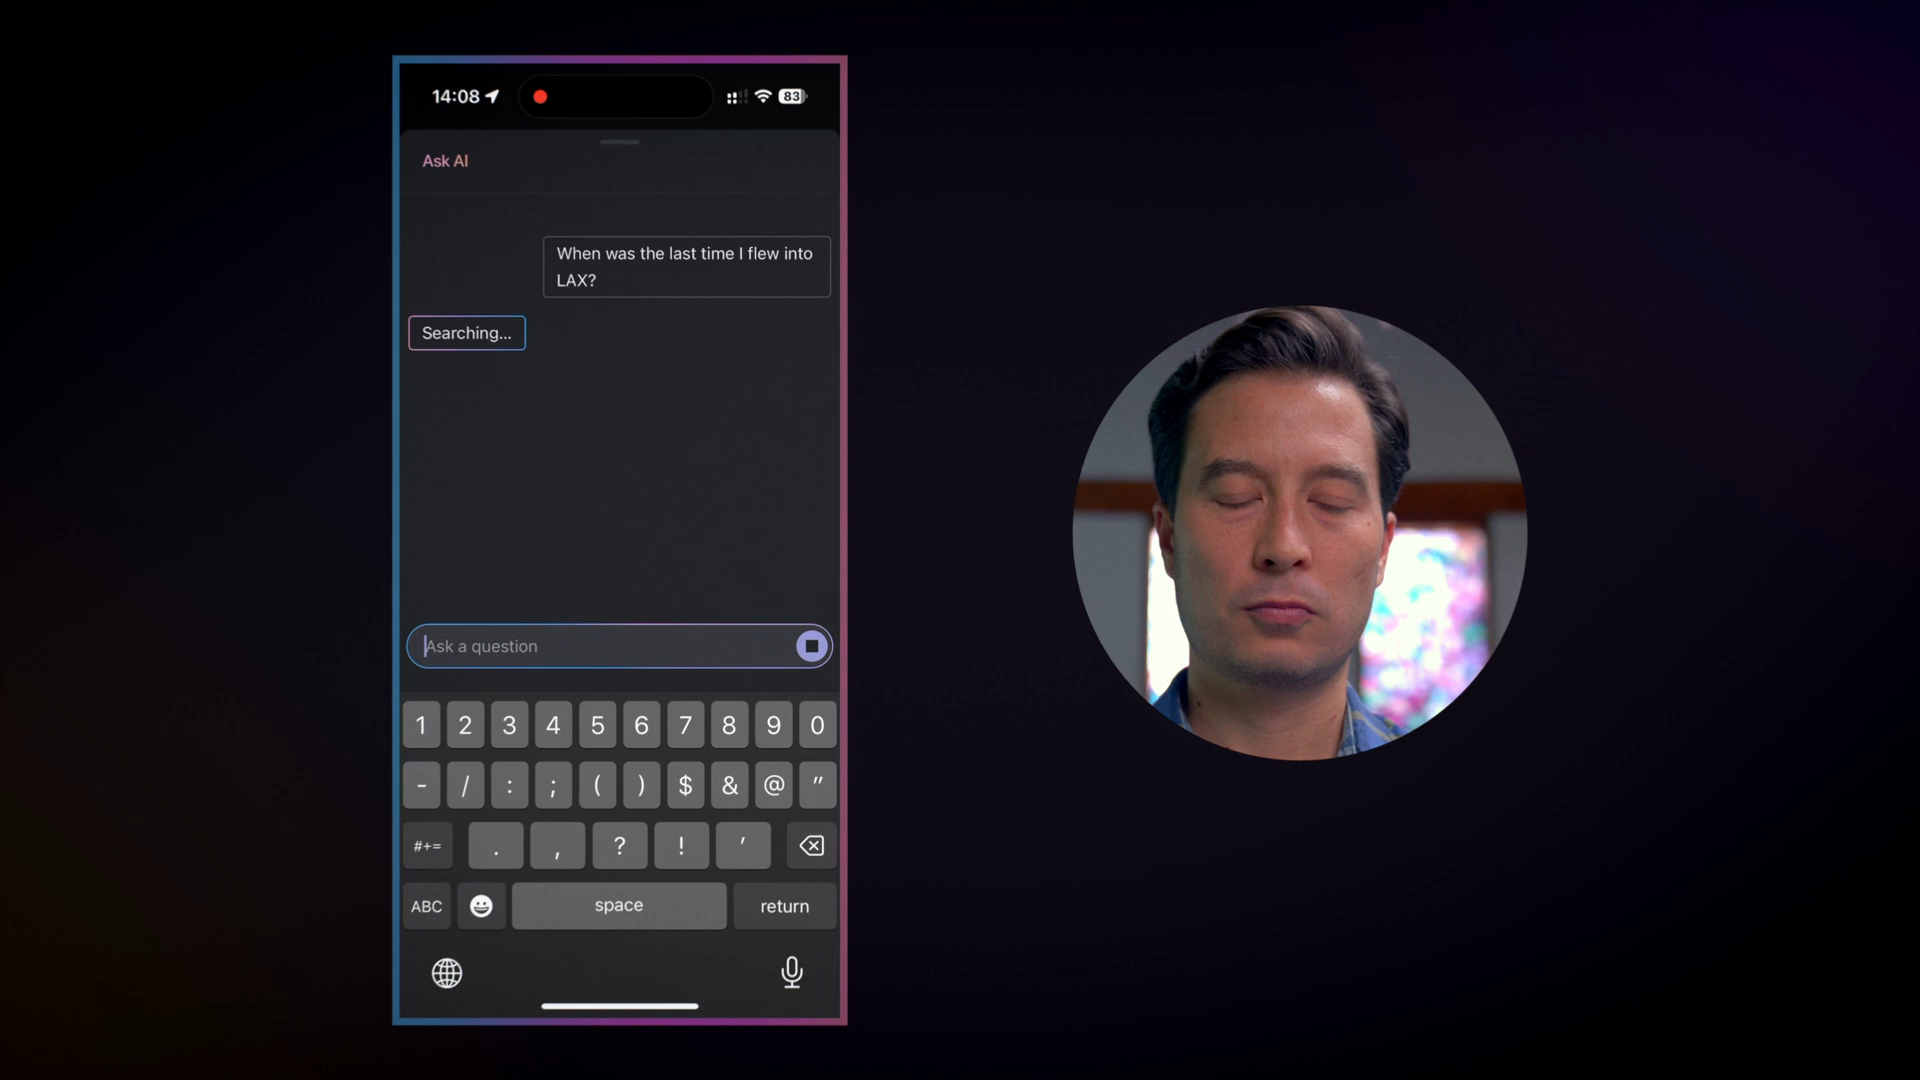 14:08
83
Ask AI
When was the last time I flew into
LAX?
Searching...
Ask a question
1 2 3 4 5 6 7 8 9 0
- / : ; ( ) $ & @ "
#+= . , ? ! '
ABC space return